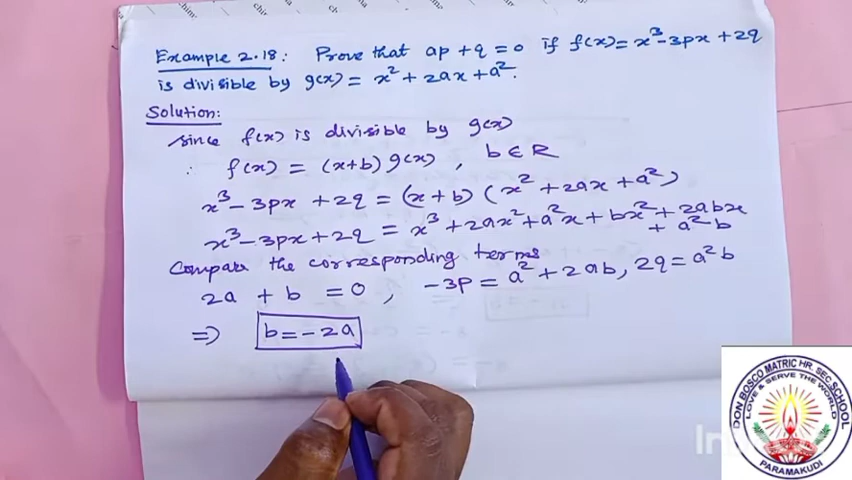 Example 2.18: Prove that ap + q = 0 if f(x) = x³ - 3px + 2q
is divisible by g(x) = x² + 2ax + a².
Solution:
Since f(x) is divisible by g(x)
∴ f(x) = (x+b) g(x) , b ∈ R
x³ - 3px + 2q = (x + b) (x² + 2ax + a²)
x³ - 3px + 2q = x³ + 2ax² + a²x + bx² + 2abx
+ a²b
Compare the corresponding terms
2a + b = 0 , -3p = a² + 2ab, 2q = a²b
⇒ b = -2a
DON BOSCO MATRIC HR. SEC SCHOOL
LOVE & SERVE THE WORLD
PARAMAKUDI